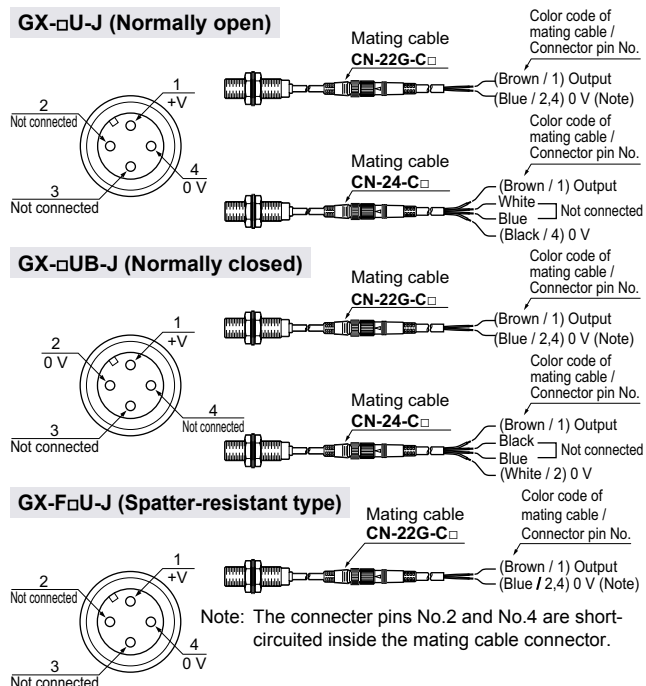 GX-□U-J (Normally open)
1
+V
2
Not connected
3
Not connected
4
0 V
Mating cable
CN-22G-C□
Color code of
mating cable /
Connector pin No.
(Brown / 1) Output
(Blue / 2,4) 0 V (Note)
Mating cable
CN-24-C□
Color code of
mating cable /
Connector pin No.
(Brown / 1) Output
White
Blue
Not connected
(Black / 4) 0 V
GX-□UB-J (Normally closed)
1
+V
2
0 V
3
Not connected
4
Not connected
Mating cable
CN-22G-C□
Color code of
mating cable /
Connector pin No.
(Brown / 1) Output
(Blue / 2,4) 0 V (Note)
Mating cable
CN-24-C□
Color code of
mating cable /
Connector pin No.
(Brown / 1) Output
Black
Blue
Not connected
(White / 2) 0 V
GX-F□U-J (Spatter-resistant type)
1
+V
2
Not connected
3
Not connected
4
0 V
Mating cable
CN-22G-C□
Color code of
mating cable /
Connector pin No.
(Brown / 1) Output
(Blue / 2,4) 0 V (Note)
Note: The connecter pins No.2 and No.4 are short-
circuited inside the mating cable connector.